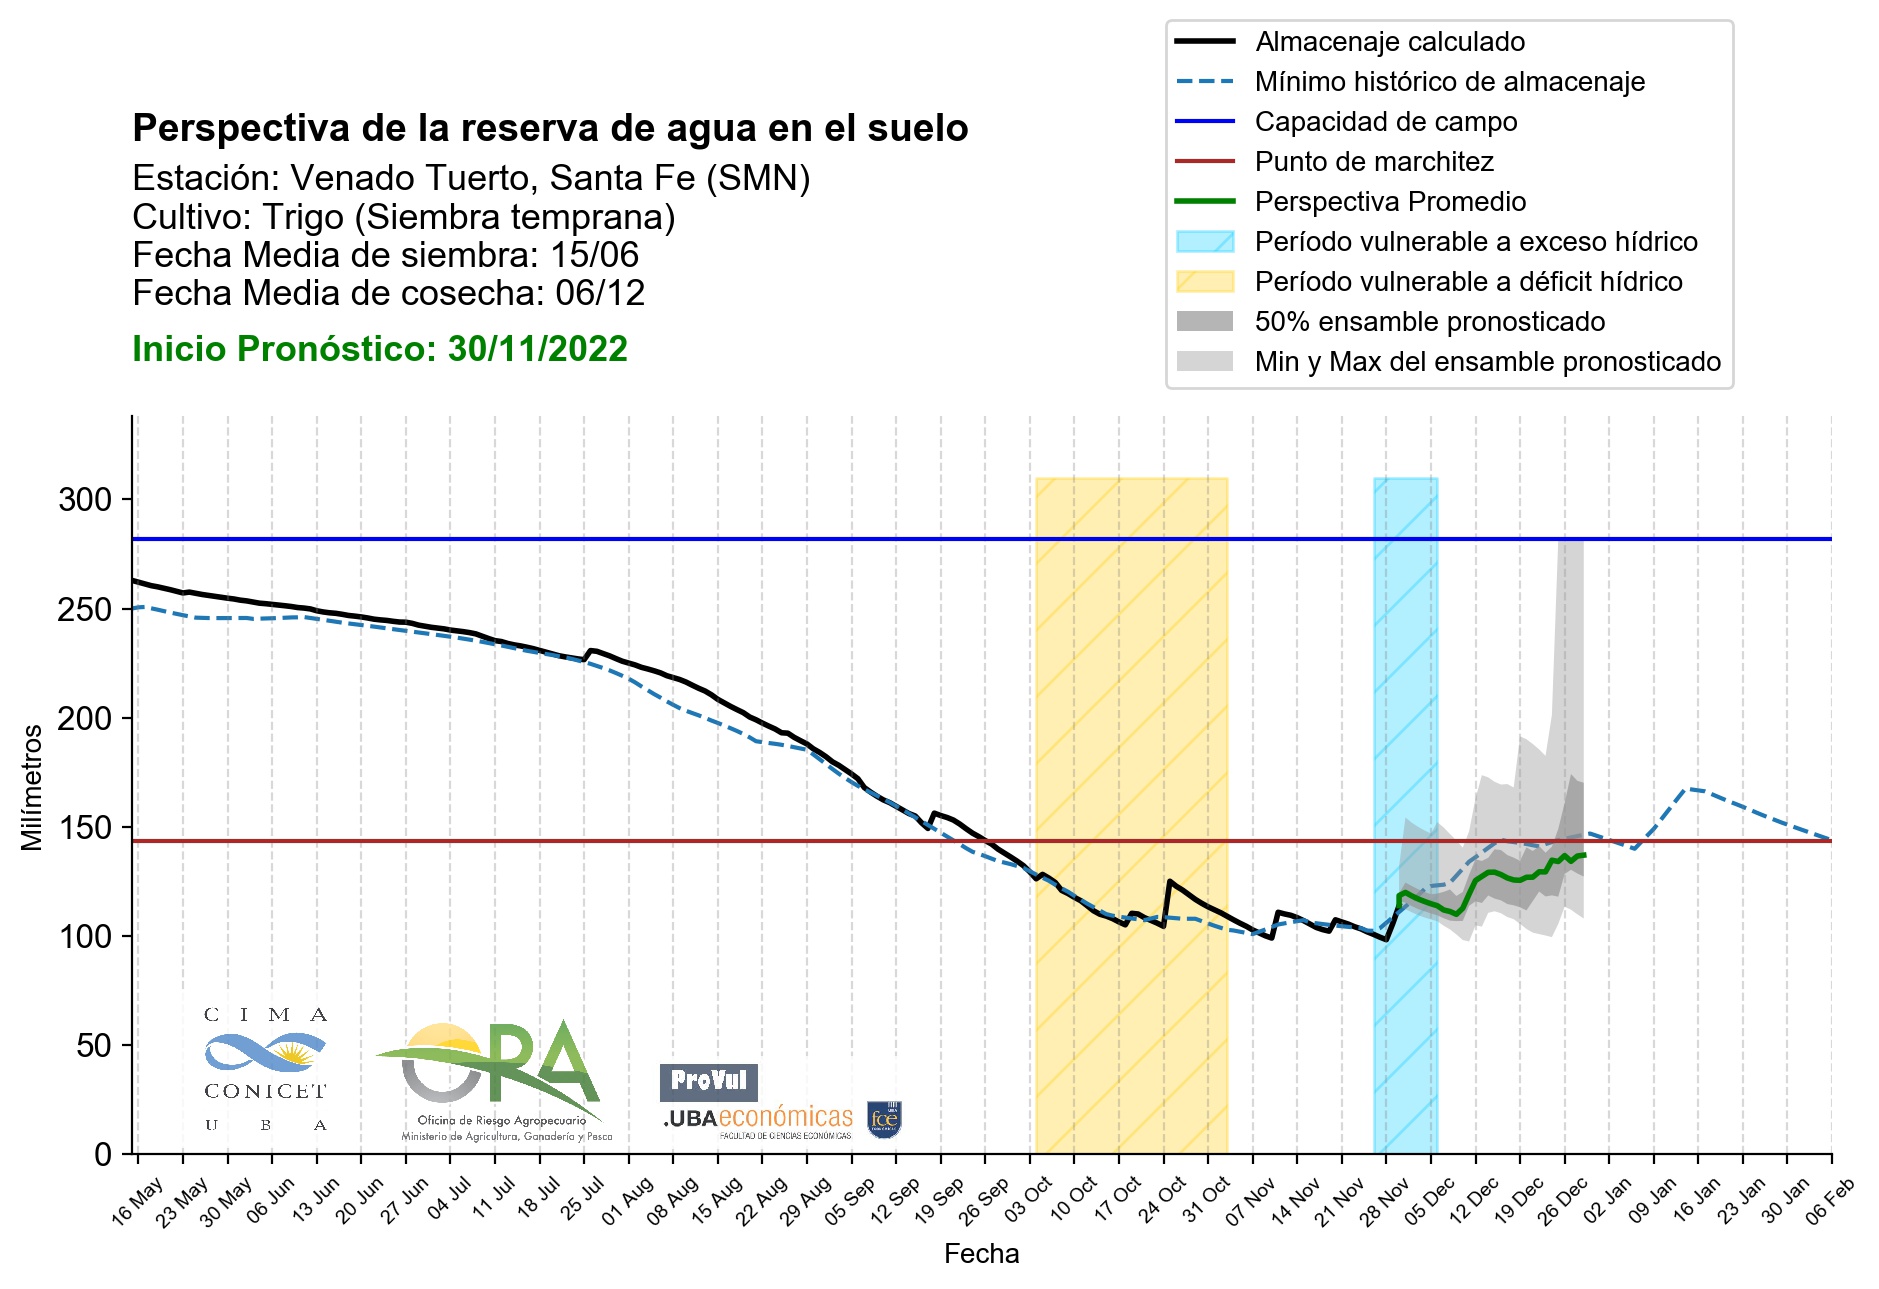 Almacenaje calculado
Mínimo histórico de almacenaje
Capacidad de campo
Punto de marchitez
Perspectiva Promedio
Período vulnerable a exceso hídrico
Período vulnerable a déficit hídrico
50% ensamble pronosticado
Min y Max del ensamble pronosticado
Perspectiva de la reserva de agua en el suelo
Estación: Venado Tuerto, Santa Fe (SMN)
Cultivo: Trigo (Siembra temprana)
Fecha Media de siembra: 15/06
Fecha Media de cosecha: 06/12
Inicio Pronóstico: 30/11/2022
300
250
200
150
100
50
0
Milímetros
CIMA
CONICET
UBA
ORA
Oficina de Riesgo Agropecuario
Ministerio de Agricultura, Ganadería y Pesca
ProVul
.UBAeconómicas
FACULTAD DE CIENCIAS ECONÓMICAS
fce
16 May
23 May
30 May
06 Jun
13 Jun
20 Jun
27 Jun
04 Jul
11 Jul
18 Jul
25 Jul
01 Aug
08 Aug
15 Aug
22 Aug
29 Aug
05 Sep
12 Sep
19 Sep
26 Sep
03 Oct
10 Oct
17 Oct
24 Oct
31 Oct
07 Nov
14 Nov
21 Nov
28 Nov
05 Dec
12 Dec
19 Dec
26 Dec
02 Jan
09 Jan
16 Jan
23 Jan
30 Jan
06 Feb
Fecha